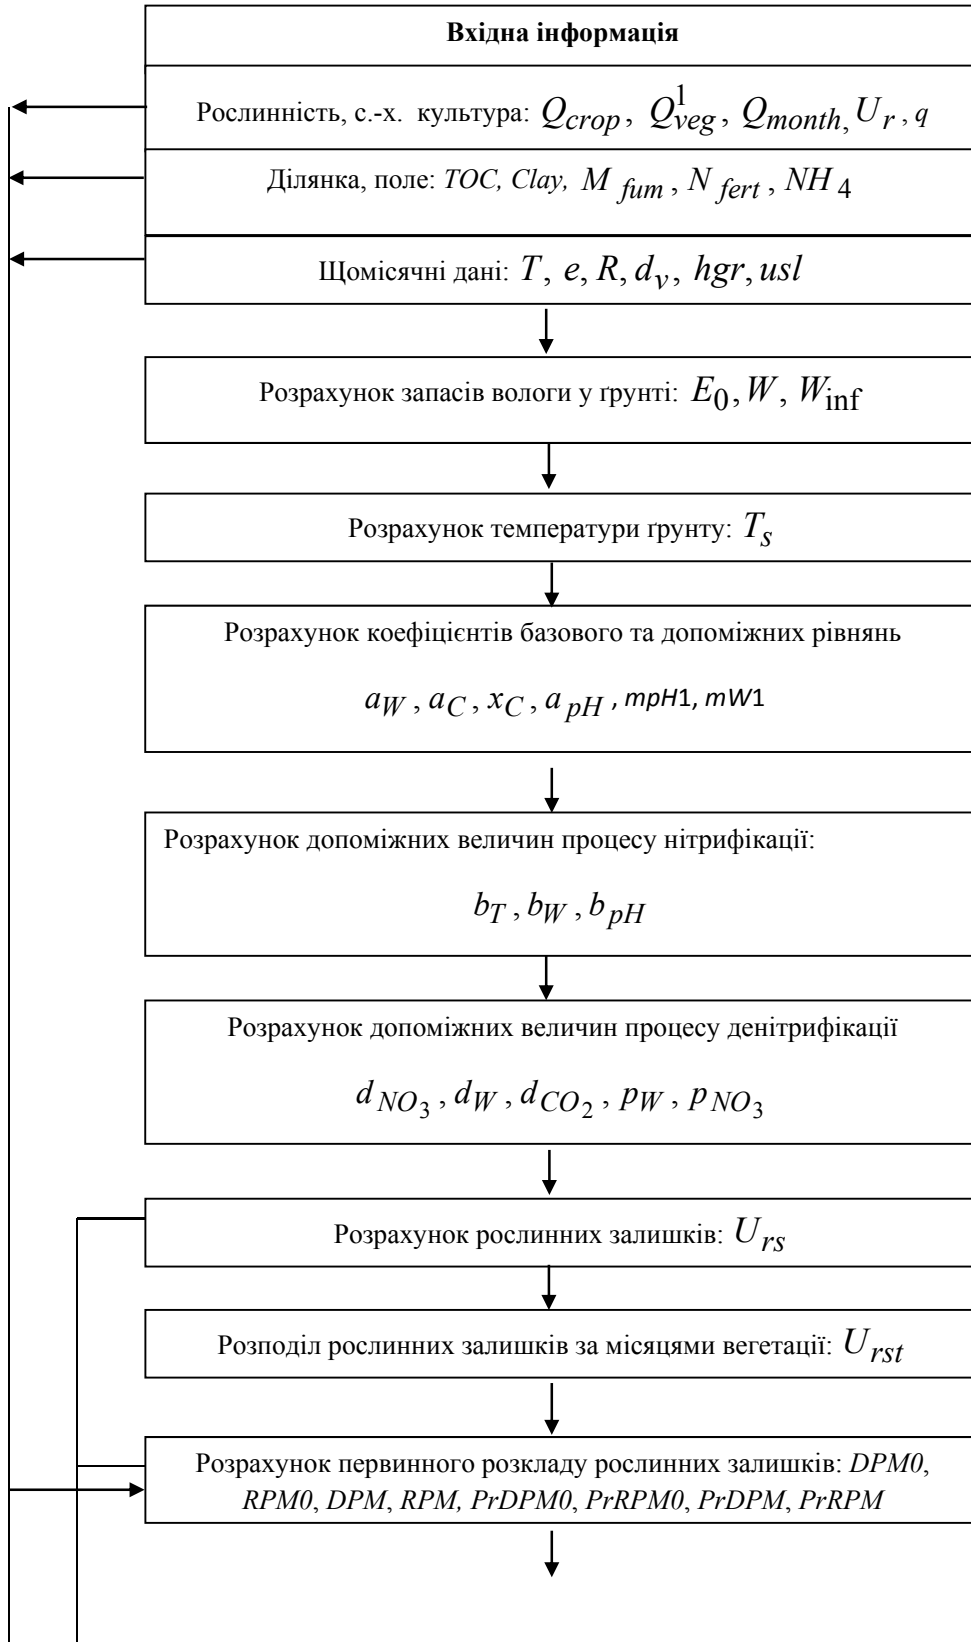 Вхідна інформація
Рослинність, с.-х. культура: Q_crop, Q^1_veg, Q_month, U_r, q
Ділянка, поле: TOC, Clay, M_fum, N_fert, NH_4
Щомісячні дані: T, e, R, d_v, hgr, usl
Розрахунок запасів вологи у ґрунті: E_0, W, W_inf
Розрахунок температури ґрунту: T_s
Розрахунок коефіцієнтів базового та допоміжних рівнянь
a_W, a_C, x_C, a_pH, mpH1, mW1
Розрахунок допоміжних величин процесу нітрифікації:
b_T, b_W, b_pH
Розрахунок допоміжних величин процесу денітрифікації
d_NO_3, d_W, d_CO_2, p_W, p_NO_3
Розрахунок рослинних залишків: U_rs
Розподіл рослинних залишків за місяцями вегетації: U_rst
Розрахунок первинного розкладу рослинних залишків: DPM0,
RPM0, DPM, RPM, PrDPM0, PrRPM0, PrDPM, PrRPM